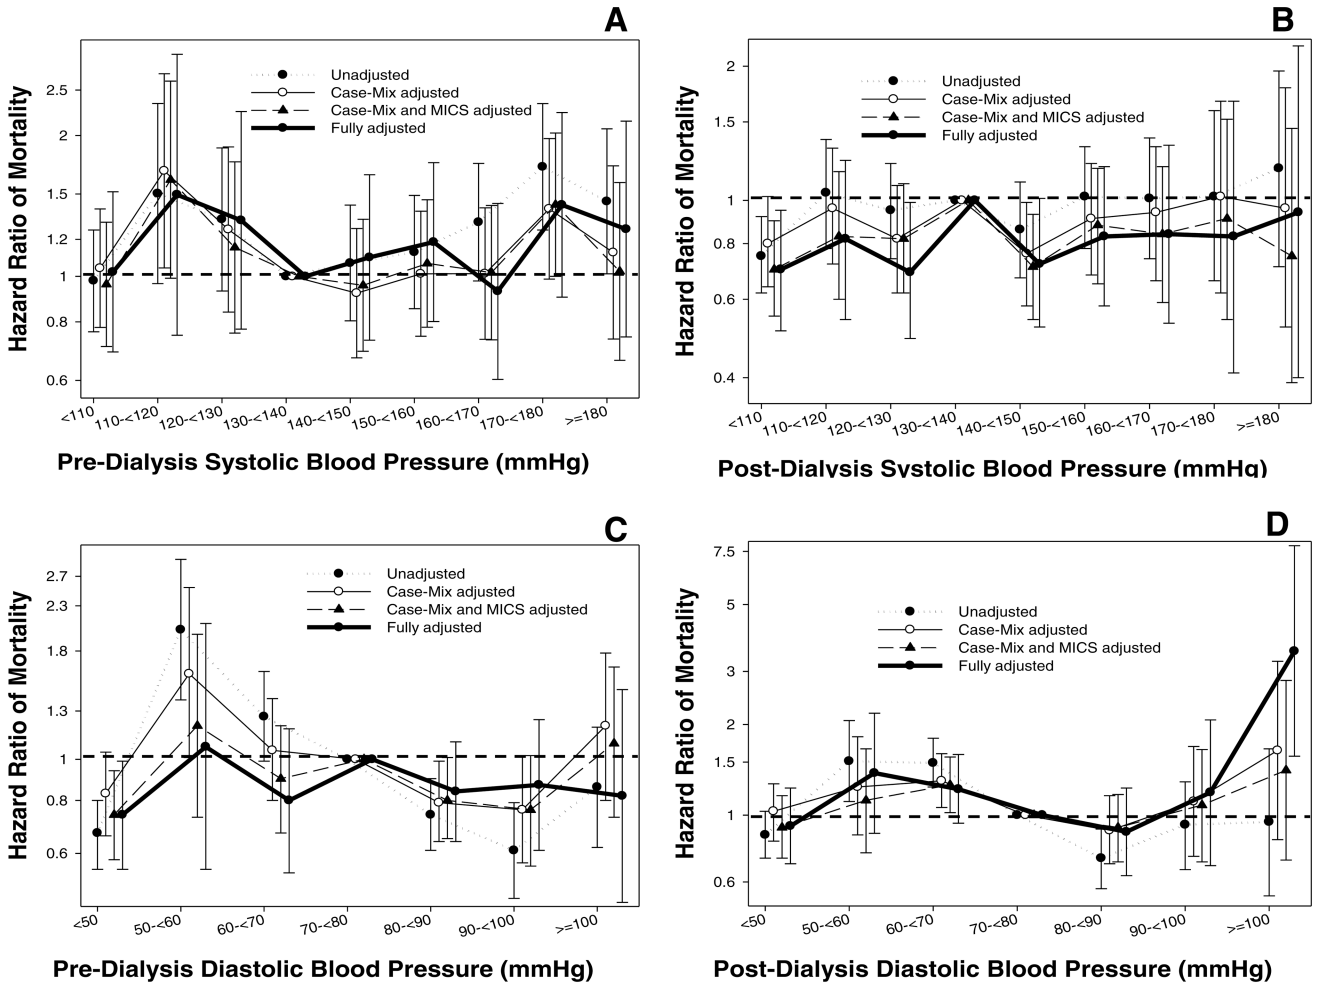 A
Hazard Ratio of Mortality
2.5
2
1.5
1.2
1
0.8
0.6
Unadjusted
Case-Mix adjusted
Case-Mix and MICS adjusted
Fully adjusted
<110
110-<120
120-<130
130-<140
140-<150
150-<160
160-<170
170-<180
>=180
Pre-Dialysis Systolic Blood Pressure (mmHg)
B
Hazard Ratio of Mortality
2
1.5
1
0.8
0.6
0.4
Unadjusted
Case-Mix adjusted
Case-Mix and MICS adjusted
Fully adjusted
<110
110-<120
120-<130
130-<140
140-<150
150-<160
160-<170
170-<180
>=180
Post-Dialysis Systolic Blood Pressure (mmHg)
C
Hazard Ratio of Mortality
2.7
2.3
1.8
1.3
1
0.8
0.6
Unadjusted
Case-Mix adjusted
Case-Mix and MICS adjusted
Fully adjusted
<50
50-<60
60-<70
70-<80
80-<90
90-<100
>=100
Pre-Dialysis Diastolic Blood Pressure (mmHg)
D
Hazard Ratio of Mortality
7.5
5
3
2
1.5
1
0.6
Unadjusted
Case-Mix adjusted
Case-Mix and MICS adjusted
Fully adjusted
<50
50-<60
60-<70
70-<80
80-<90
90-<100
>=100
Post-Dialysis Diastolic Blood Pressure (mmHg)